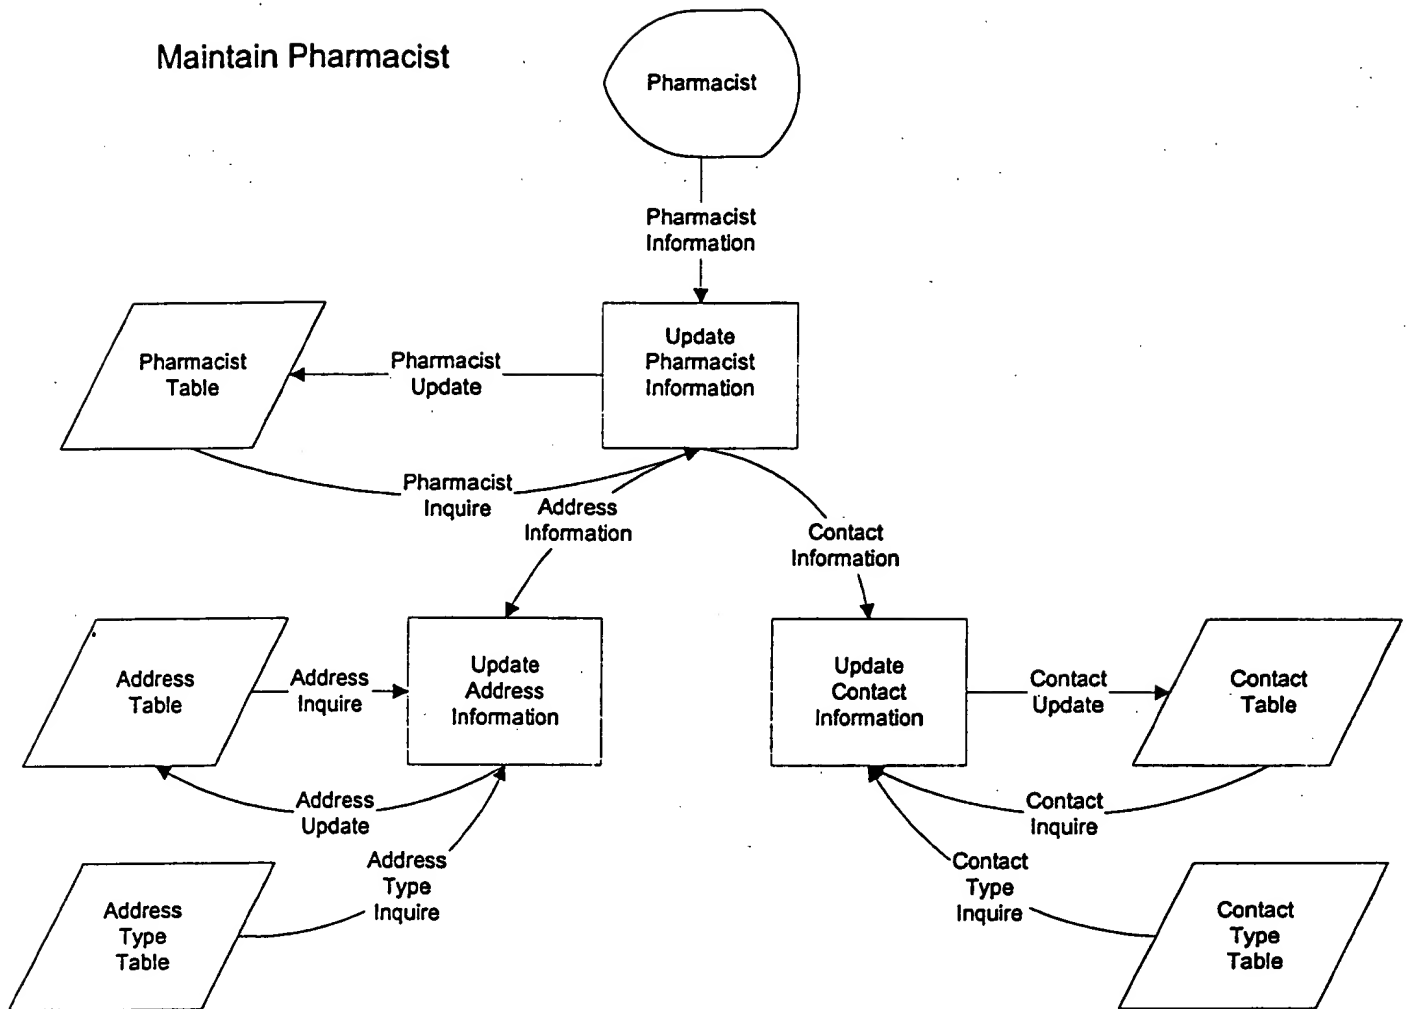 Maintain Pharmacist
Pharmacist
Pharmacist
Information
Update
Pharmacist
Information
Pharmacist
Update
Pharmacist
Table
Pharmacist
Inquire
Address
Information
Contact
Information
Address
Table
Address
Inquire
Update
Address
Information
Update
Contact
Information
Contact
Update
Contact
Table
Address
Update
Contact
Inquire
Address
Type
Inquire
Contact
Type
Inquire
Address
Type
Table
Contact
Type
Table